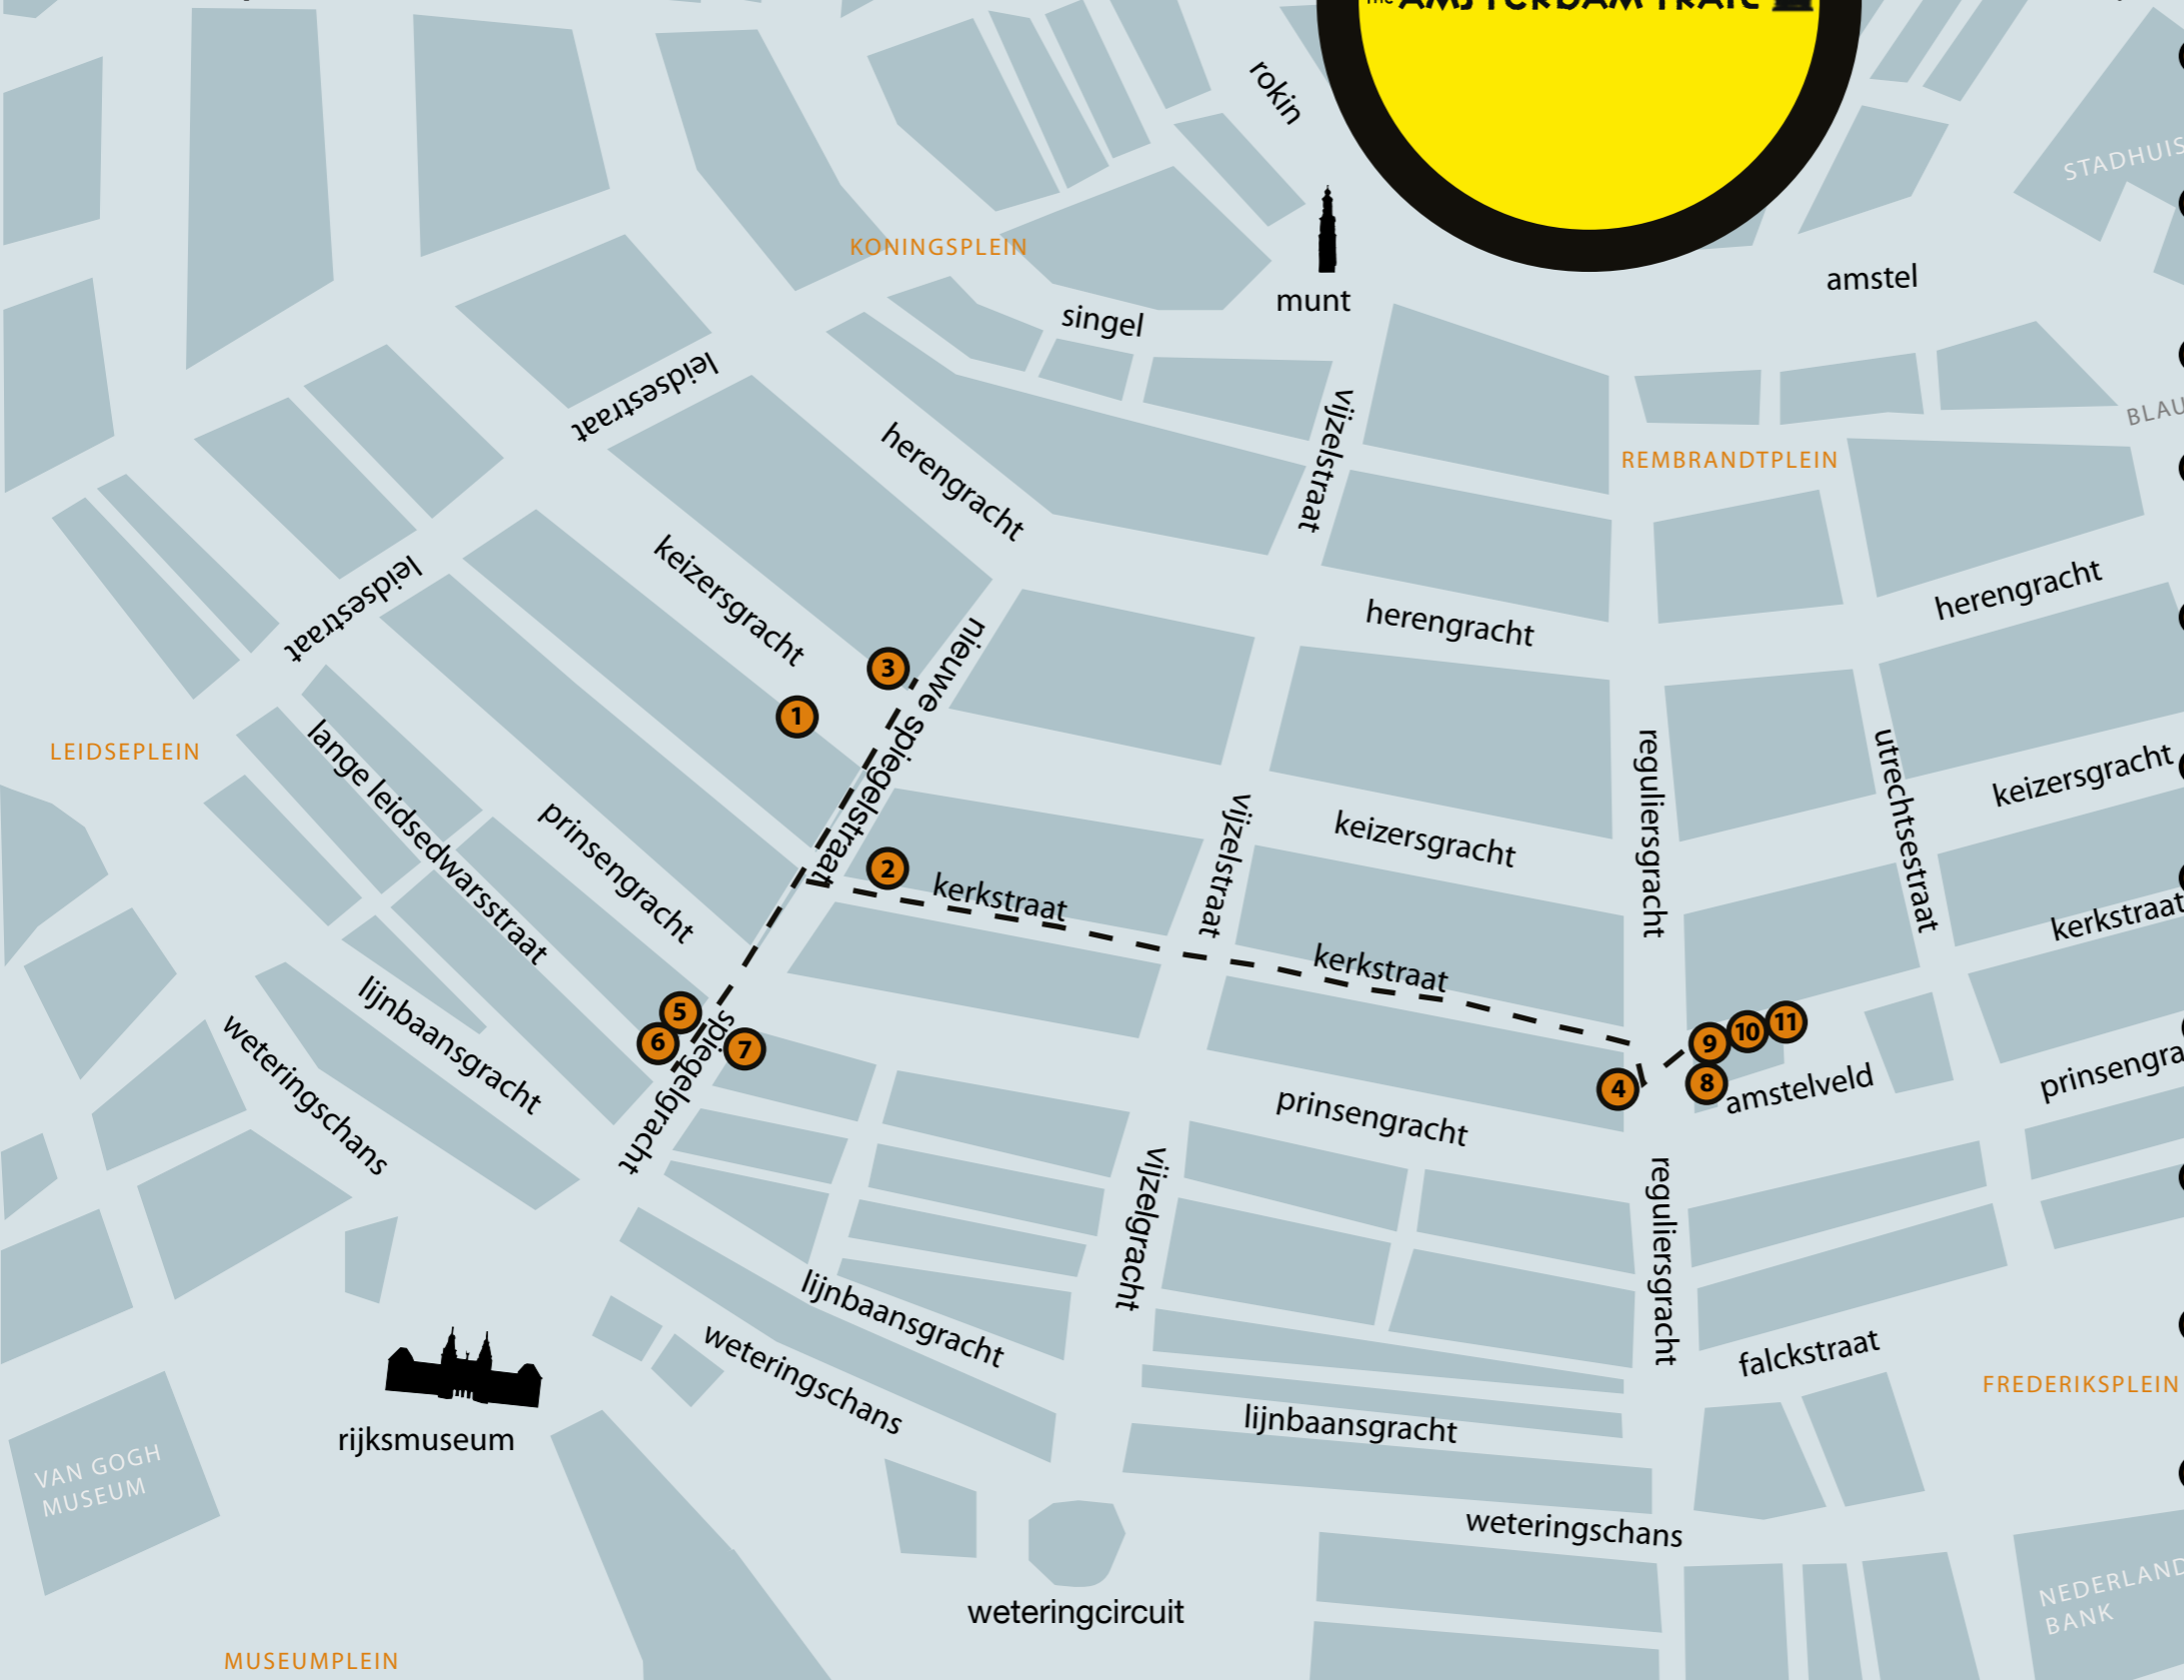 The AMSTERDAM TRAIL
rokin
STADHUIS
KONINGSPLEIN
amstel
munt
singel
leidsestraat
vijzelstraat
BLAU
herengracht
REMBRANDTPLEIN
keizersgracht
leidsestraat
herengracht
herengracht
nieuwe spiegelstraat
3
1
LEIDSEPLEIN
lange leidsedwarsstraat
reguliersgracht
utrechtsestraat
keizersgracht
vijzelstraat
keizersgracht
prinsengracht
2
kerkstraat
kerkstraat
kerkstraat
lijnbaansgracht
weteringschans
5
6
7
spiegelgracht
9
10
11
4
8
amstelveld
prinsengra
prinsengracht
vijzelgracht
reguliersgracht
lijnbaansgracht
weteringschans
falckstraat
FREDERIKSPLEIN
rijksmuseum
lijnbaansgracht
VAN GOGH
MUSEUM
weteringschans
NEDERLAND
BANK
weteringcircuit
MUSEUMPLEIN